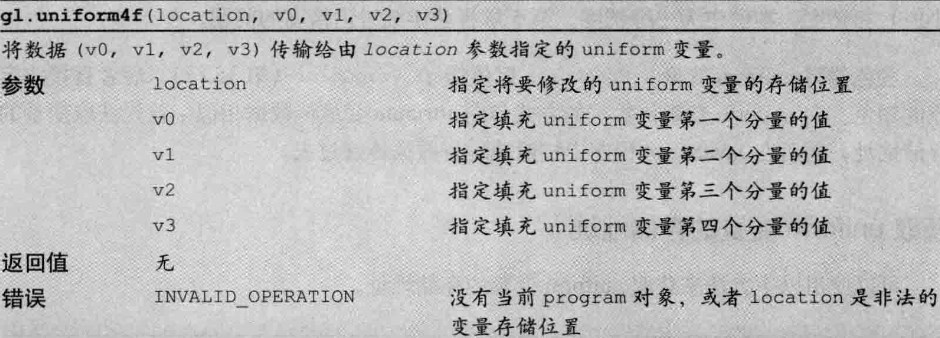 gl.uniform4f(location, v0, v1, v2, v3)
将数据 (v0, v1, v2, v3) 传输给由 location 参数指定的 uniform 变量。
参数 location 指定将要修改的 uniform 变量的存储位置
v0 指定填充 uniform 变量第一个分量的值
v1 指定填充 uniform 变量第二个分量的值
v2 指定填充 uniform 变量第三个分量的值
v3 指定填充 uniform 变量第四个分量的值
返回值 无
错误 INVALID_OPERATION 没有当前 program 对象，或者 location 是非法的
变量存储位置